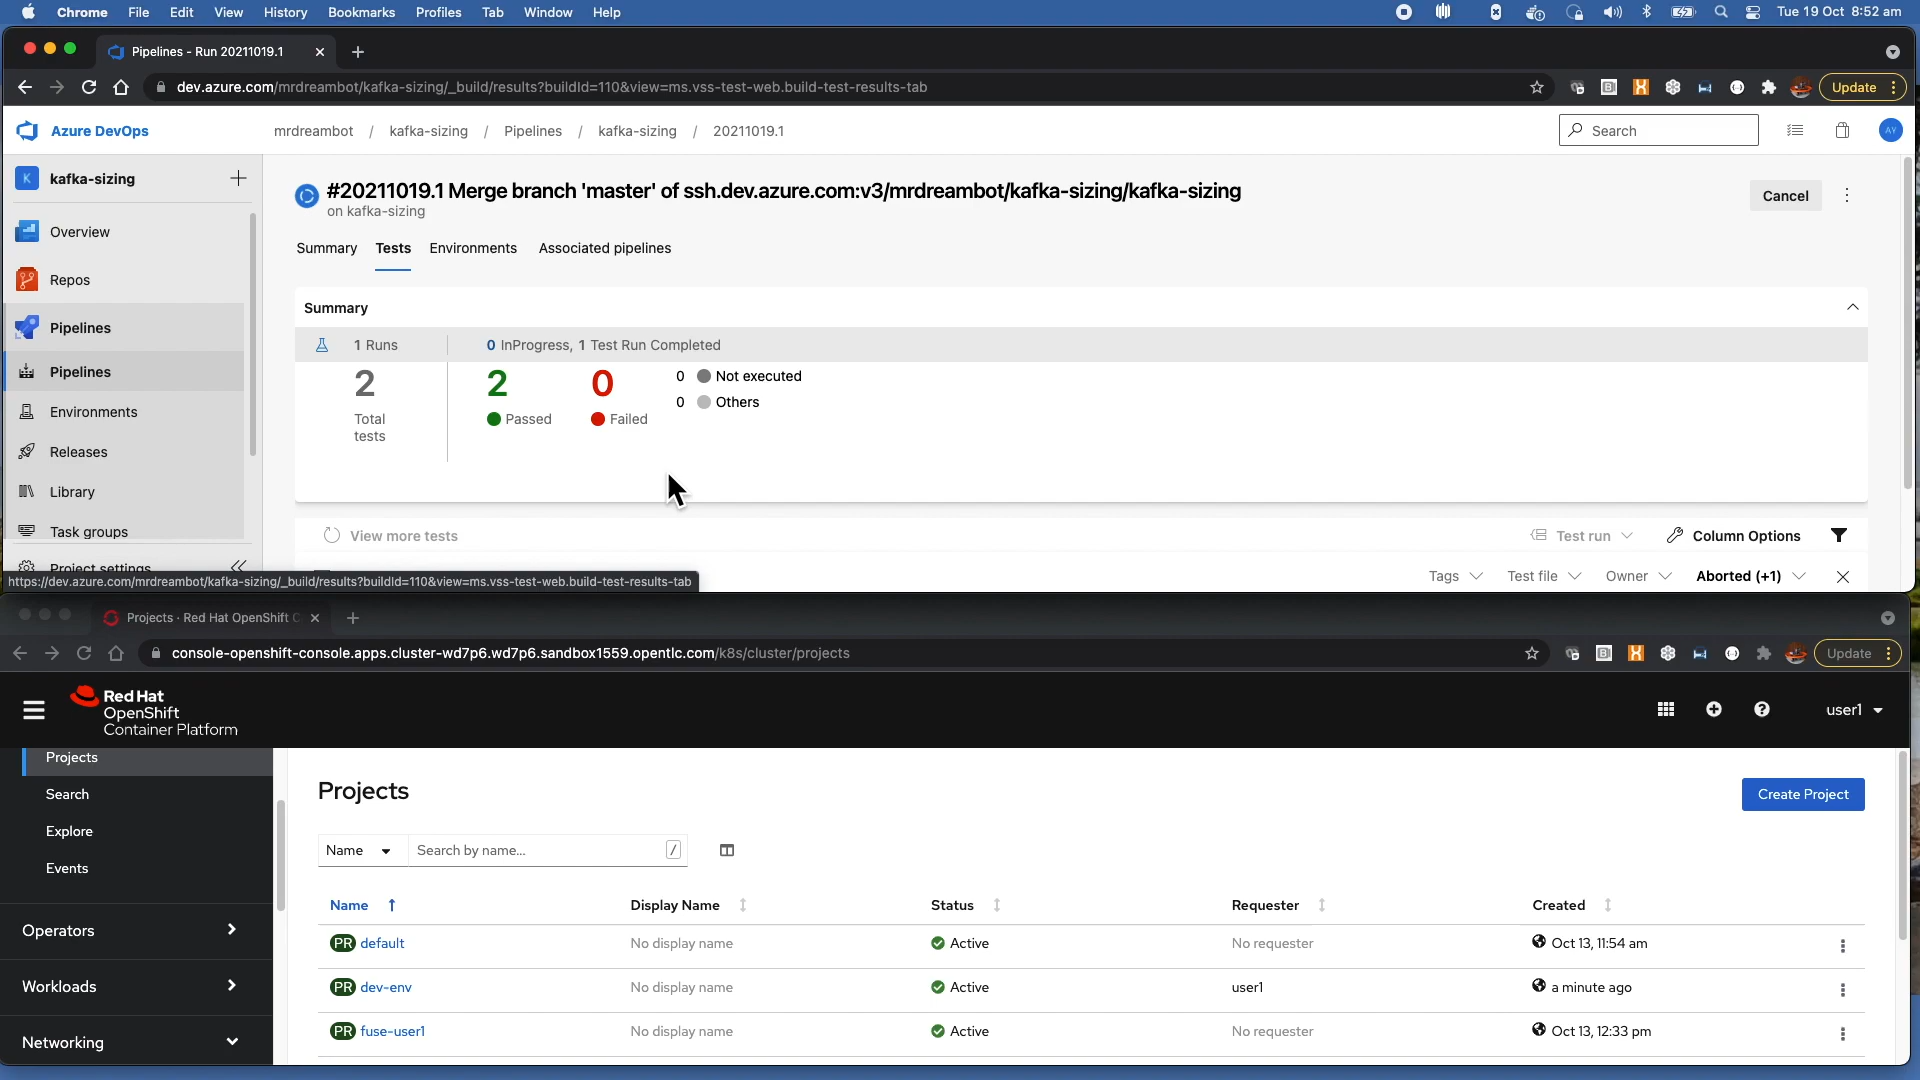 Chrome File Edit View History Bookmarks Profiles Tab Window Help
Tue 19 Oct 8:52 am
Pipelines - Run 20211019.1
dev.azure.com/mrdreambot/kafka-sizing/_build/results?buildId=110&view=ms.vss-test-web.build-test-results-tab
Update
Azure DevOps
mrdreambot / kafka-sizing / Pipelines / kafka-sizing / 20211019.1
Search
AY
K kafka-sizing
Overview
Repos
Pipelines
Pipelines
Environments
Releases
Library
Task groups
Project settings
#20211019.1 Merge branch 'master' of ssh.dev.azure.com:v3/mrdreambot/kafka-sizing/kafka-sizing
on kafka-sizing
Cancel
Summary Tests Environments Associated pipelines
Summary
1 Runs
0 InProgress, 1 Test Run Completed
2
Total
tests
2
Passed
0
Failed
0 Not executed
0 Others
View more tests
Test run
Column Options
Tags Test file Owner Aborted (+1)
https://dev.azure.com/mrdreambot/kafka-sizing/_build/results?buildId=110&view=ms.vss-test-web.build-test-results-tab
Projects · Red Hat OpenShift C
console-openshift-console.apps.cluster-wd7p6.wd7p6.sandbox1559.opentlc.com/k8s/cluster/projects
Update
Red Hat
OpenShift
Container Platform
user1
Projects
Search
Explore
Events
Operators
Workloads
Networking
Projects
Create Project
Name
Search by name...
/
Name Display Name Status Requester Created
PR default No display name Active No requester Oct 13, 11:54 am
PR dev-env No display name Active user1 a minute ago
PR fuse-user1 No display name Active No requester Oct 13, 12:33 pm